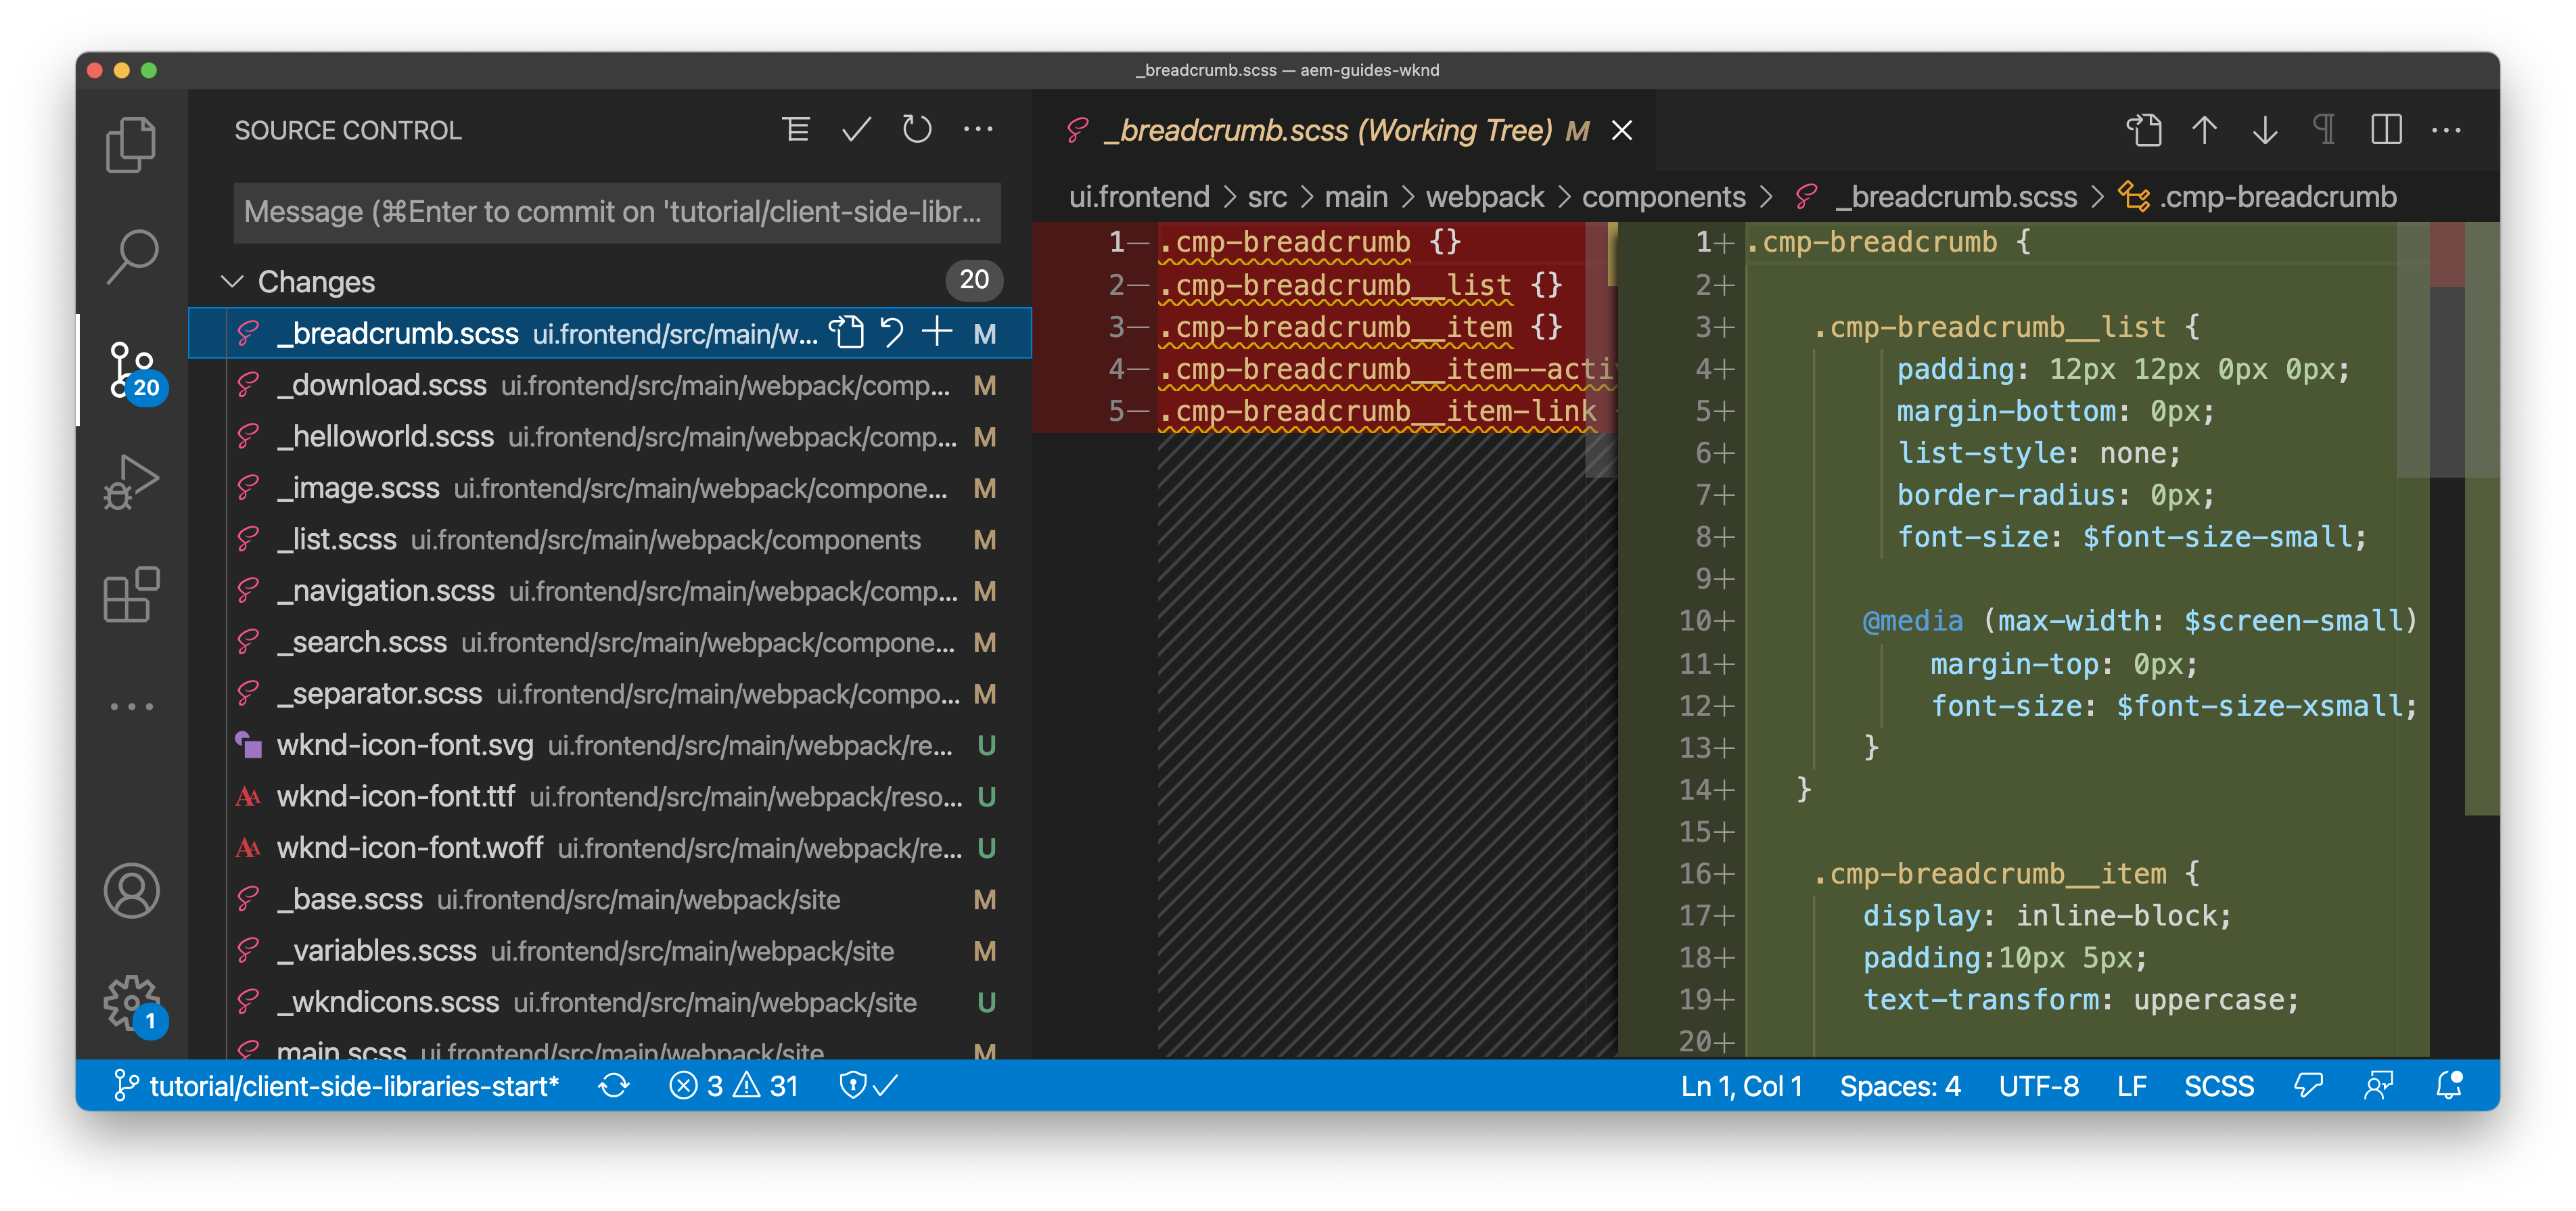 _breadcrumb.scss — aem-guides-wknd
SOURCE CONTROL
Message (⌘Enter to commit on 'tutorial/client-side-libr...
Changes 20
_breadcrumb.scss ui.frontend/src/main/w... M
_download.scss ui.frontend/src/main/webpack/comp... M
_helloworld.scss ui.frontend/src/main/webpack/comp... M
_image.scss ui.frontend/src/main/webpack/compone... M
_list.scss ui.frontend/src/main/webpack/components M
_navigation.scss ui.frontend/src/main/webpack/comp... M
_search.scss ui.frontend/src/main/webpack/compone... M
_separator.scss ui.frontend/src/main/webpack/compo... M
wknd-icon-font.svg ui.frontend/src/main/webpack/re... U
wknd-icon-font.ttf ui.frontend/src/main/webpack/reso... U
wknd-icon-font.woff ui.frontend/src/main/webpack/re... U
_base.scss ui.frontend/src/main/webpack/site M
_variables.scss ui.frontend/src/main/webpack/site M
_wkndicons.scss ui.frontend/src/main/webpack/site U
main.scss ui.frontend/src/main/webpack/site M
20
1
_breadcrumb.scss (Working Tree) M
ui.frontend > src > main > webpack > components > _breadcrumb.scss > .cmp-breadcrumb
1— .cmp-breadcrumb {}
2— .cmp-breadcrumb__list {}
3— .cmp-breadcrumb__item {}
4— .cmp-breadcrumb__item--acti
5— .cmp-breadcrumb__item-link
1+ .cmp-breadcrumb {
2+
3+ .cmp-breadcrumb__list {
4+ padding: 12px 12px 0px 0px;
5+ margin-bottom: 0px;
6+ list-style: none;
7+ border-radius: 0px;
8+ font-size: $font-size-small;
9+
10+ @media (max-width: $screen-small)
11+ margin-top: 0px;
12+ font-size: $font-size-xsmall;
13+ }
14+ }
15+
16+ .cmp-breadcrumb__item {
17+ display: inline-block;
18+ padding:10px 5px;
19+ text-transform: uppercase;
20+
tutorial/client-side-libraries-start* 3 31 Ln 1, Col 1 Spaces: 4 UTF-8 LF SCSS